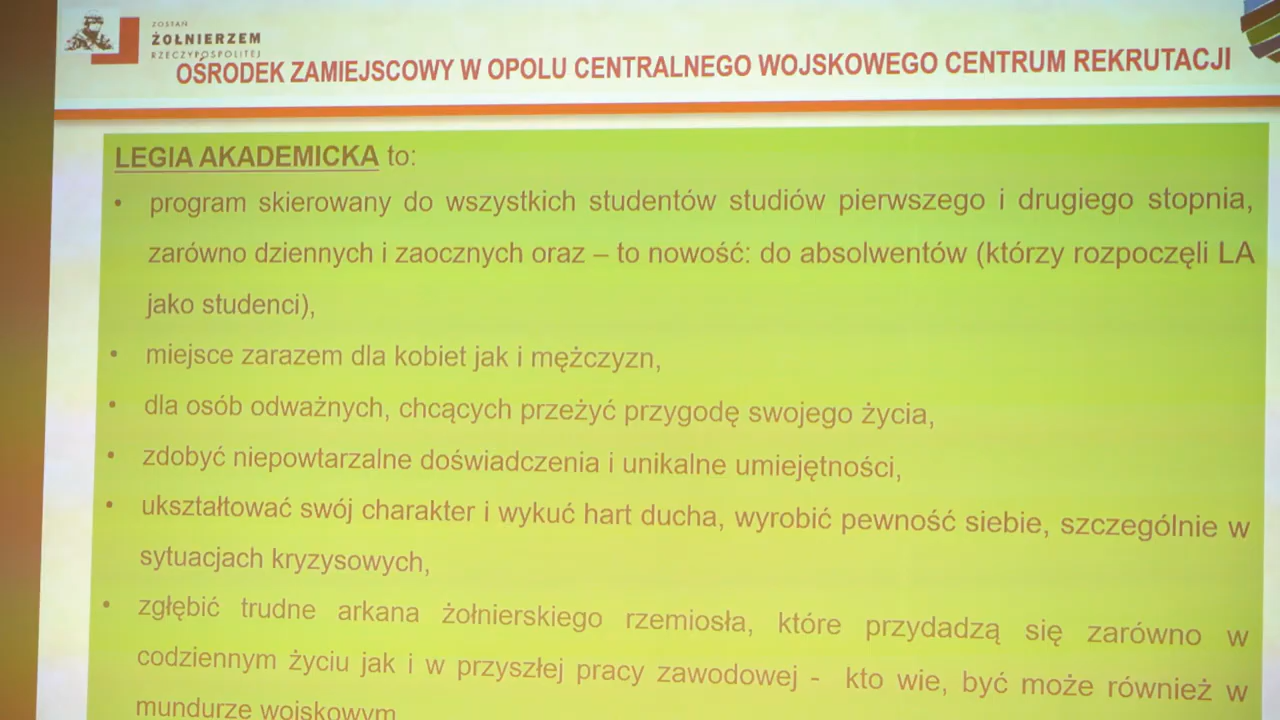 ZOSTAŃ
ŻOŁNIERZEM
RZECZYPOSPOLITEJ
OŚRODEK ZAMIEJSCOWY W OPOLU CENTRALNEGO WOJSKOWEGO CENTRUM REKRUTACJI
LEGIA AKADEMICKA to:
• program skierowany do wszystkich studentów studiów pierwszego i drugiego stopnia,
zarówno dziennych i zaocznych oraz – to nowość: do absolwentów (którzy rozpoczęli LA
jako studenci),
• miejsce zarazem dla kobiet jak i mężczyzn,
• dla osób odważnych, chcących przeżyć przygodę swojego życia,
• zdobyć niepowtarzalne doświadczenia i unikalne umiejętności,
• ukształtować swój charakter i wykuć hart ducha, wyrobić pewność siebie, szczególnie w
sytuacjach kryzysowych,
• zgłębić trudne arkana żołnierskiego rzemiosła, które przydadzą się zarówno w
codziennym życiu jak i w przyszłej pracy zawodowej - kto wie, być może również w
mundurze wojskowym